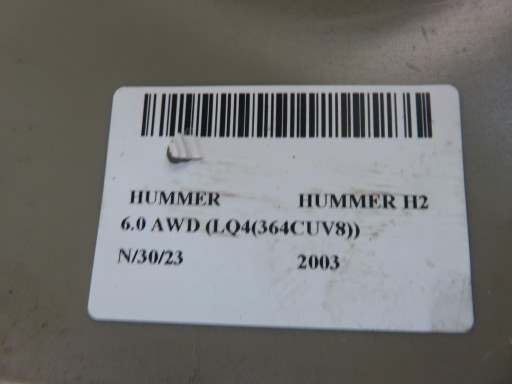 HUMMER HUMMER H2
6.0 AWD (LQ4(364CUV8))
N/30/23 2003